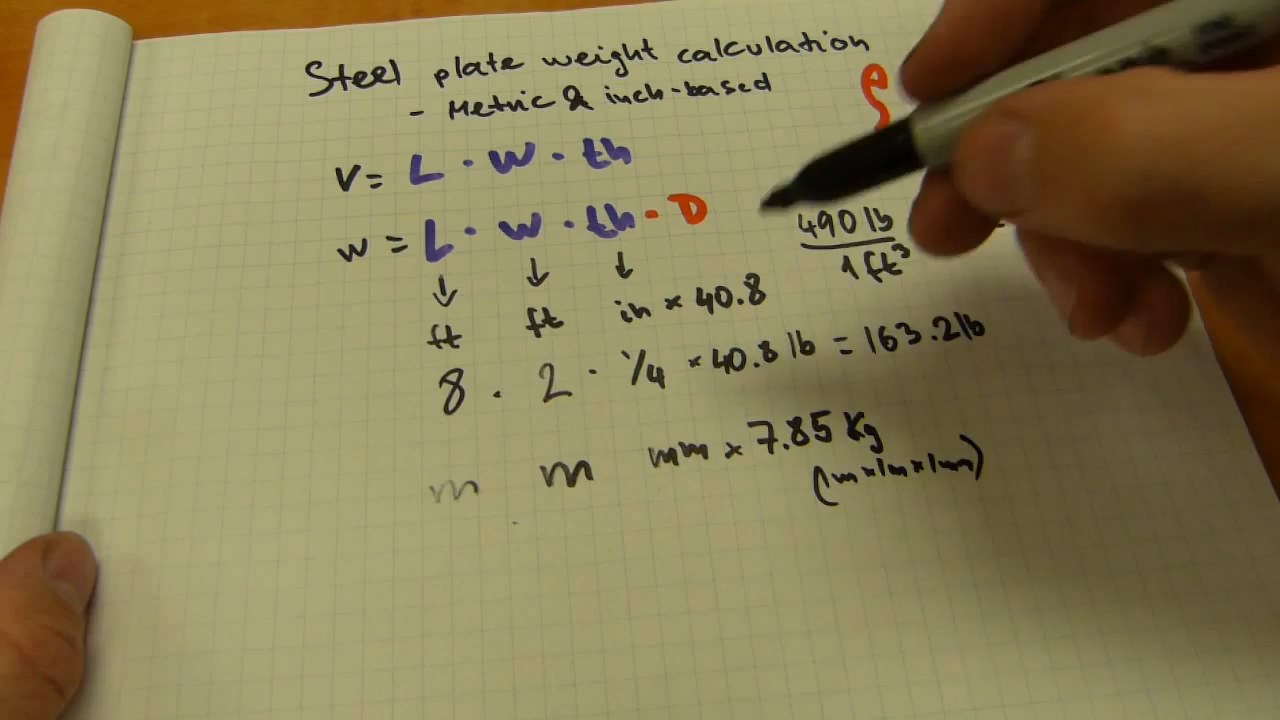 Steel plate weight calculation
- Metric & inch-based
ρ
V = L · W · th
W = L · W · th · D
490 lb
1 ft³
↓ ↓ ↓
ft ft in × 40.8
8 · 2 · 1/4 × 40.8 lb = 163.2 lb
m m mm × 7.85 Kg
(1m×1m×1mm)